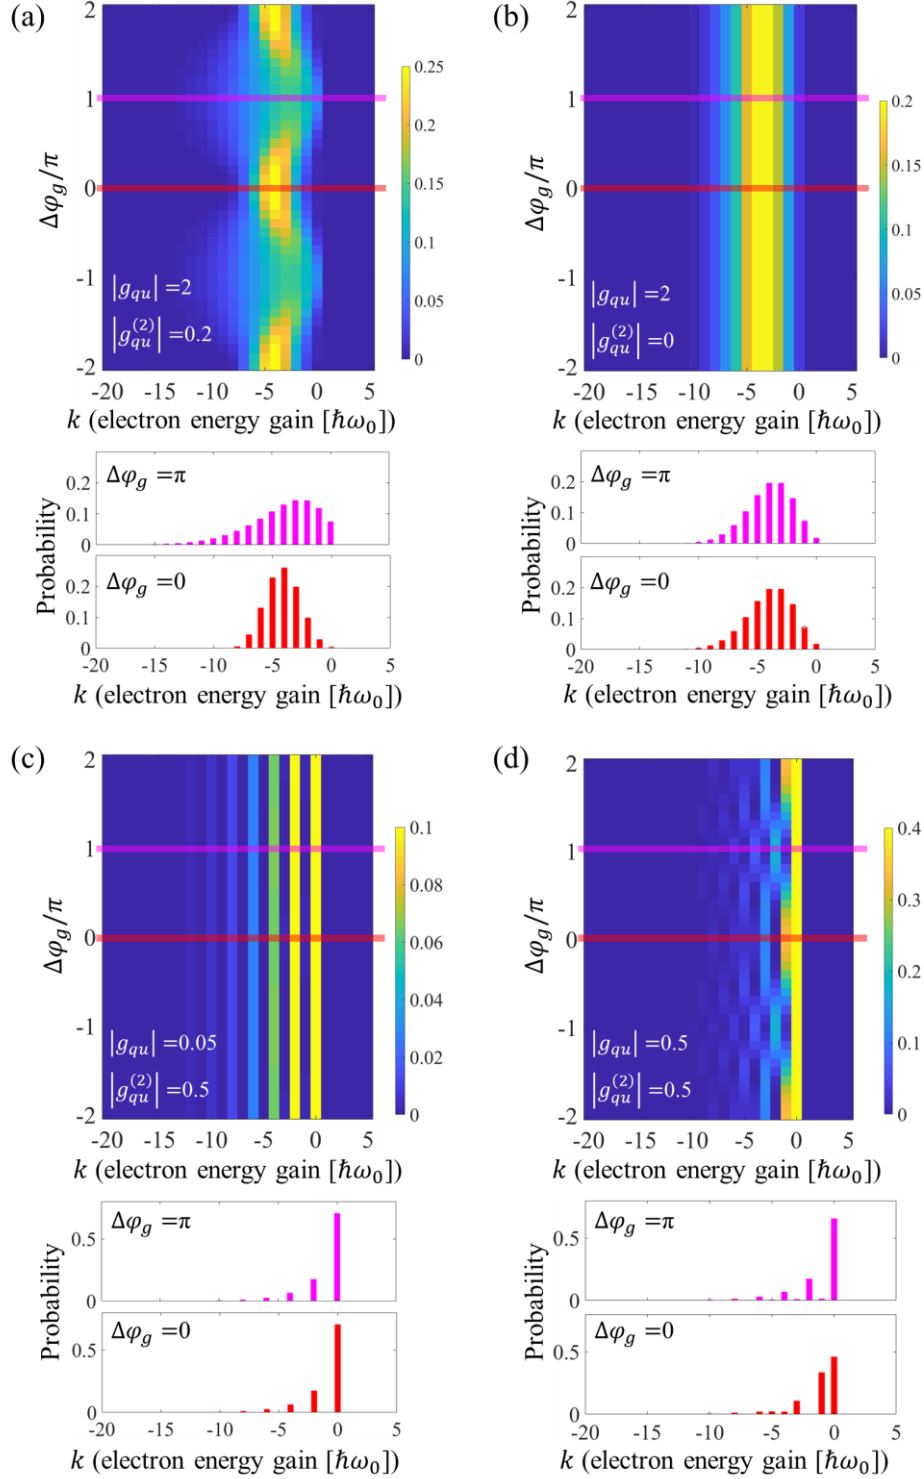 (a)
2
1
0
-1
-2
Δφg/π
|gqu| =2
|gqu(2)| =0.2
0.25
0.2
0.15
0.1
0.05
0
-20 -15 -10 -5 0 5
k (electron energy gain [ħω0])
Probability
Δφg =π
0.2
0.1
0
Δφg =0
0.2
0.1
0
-20 -15 -10 -5 0 5
k (electron energy gain [ħω0])
(b)
2
1
0
-1
-2
Δφg/π
|gqu| =2
|gqu(2)| =0
0.2
0.15
0.1
0.05
0
-20 -15 -10 -5 0 5
k (electron energy gain [ħω0])
Probability
Δφg =π
0.2
0.1
0
Δφg =0
0.2
0.1
0
-20 -15 -10 -5 0 5
k (electron energy gain [ħω0])
(c)
2
1
0
-1
-2
Δφg/π
|gqu| =0.05
|gqu(2)| =0.5
0.1
0.08
0.06
0.04
0.02
0
-20 -15 -10 -5 0 5
k (electron energy gain [ħω0])
Probability
Δφg =π
0.5
0
Δφg =0
0.5
0
-20 -15 -10 -5 0 5
k (electron energy gain [ħω0])
(d)
2
1
0
-1
-2
Δφg/π
|gqu| =0.5
|gqu(2)| =0.5
0.4
0.3
0.2
0.1
0
-20 -15 -10 -5 0 5
k (electron energy gain [ħω0])
Probability
Δφg =π
0.5
0
Δφg =0
0.5
0
-20 -15 -10 -5 0 5
k (electron energy gain [ħω0])